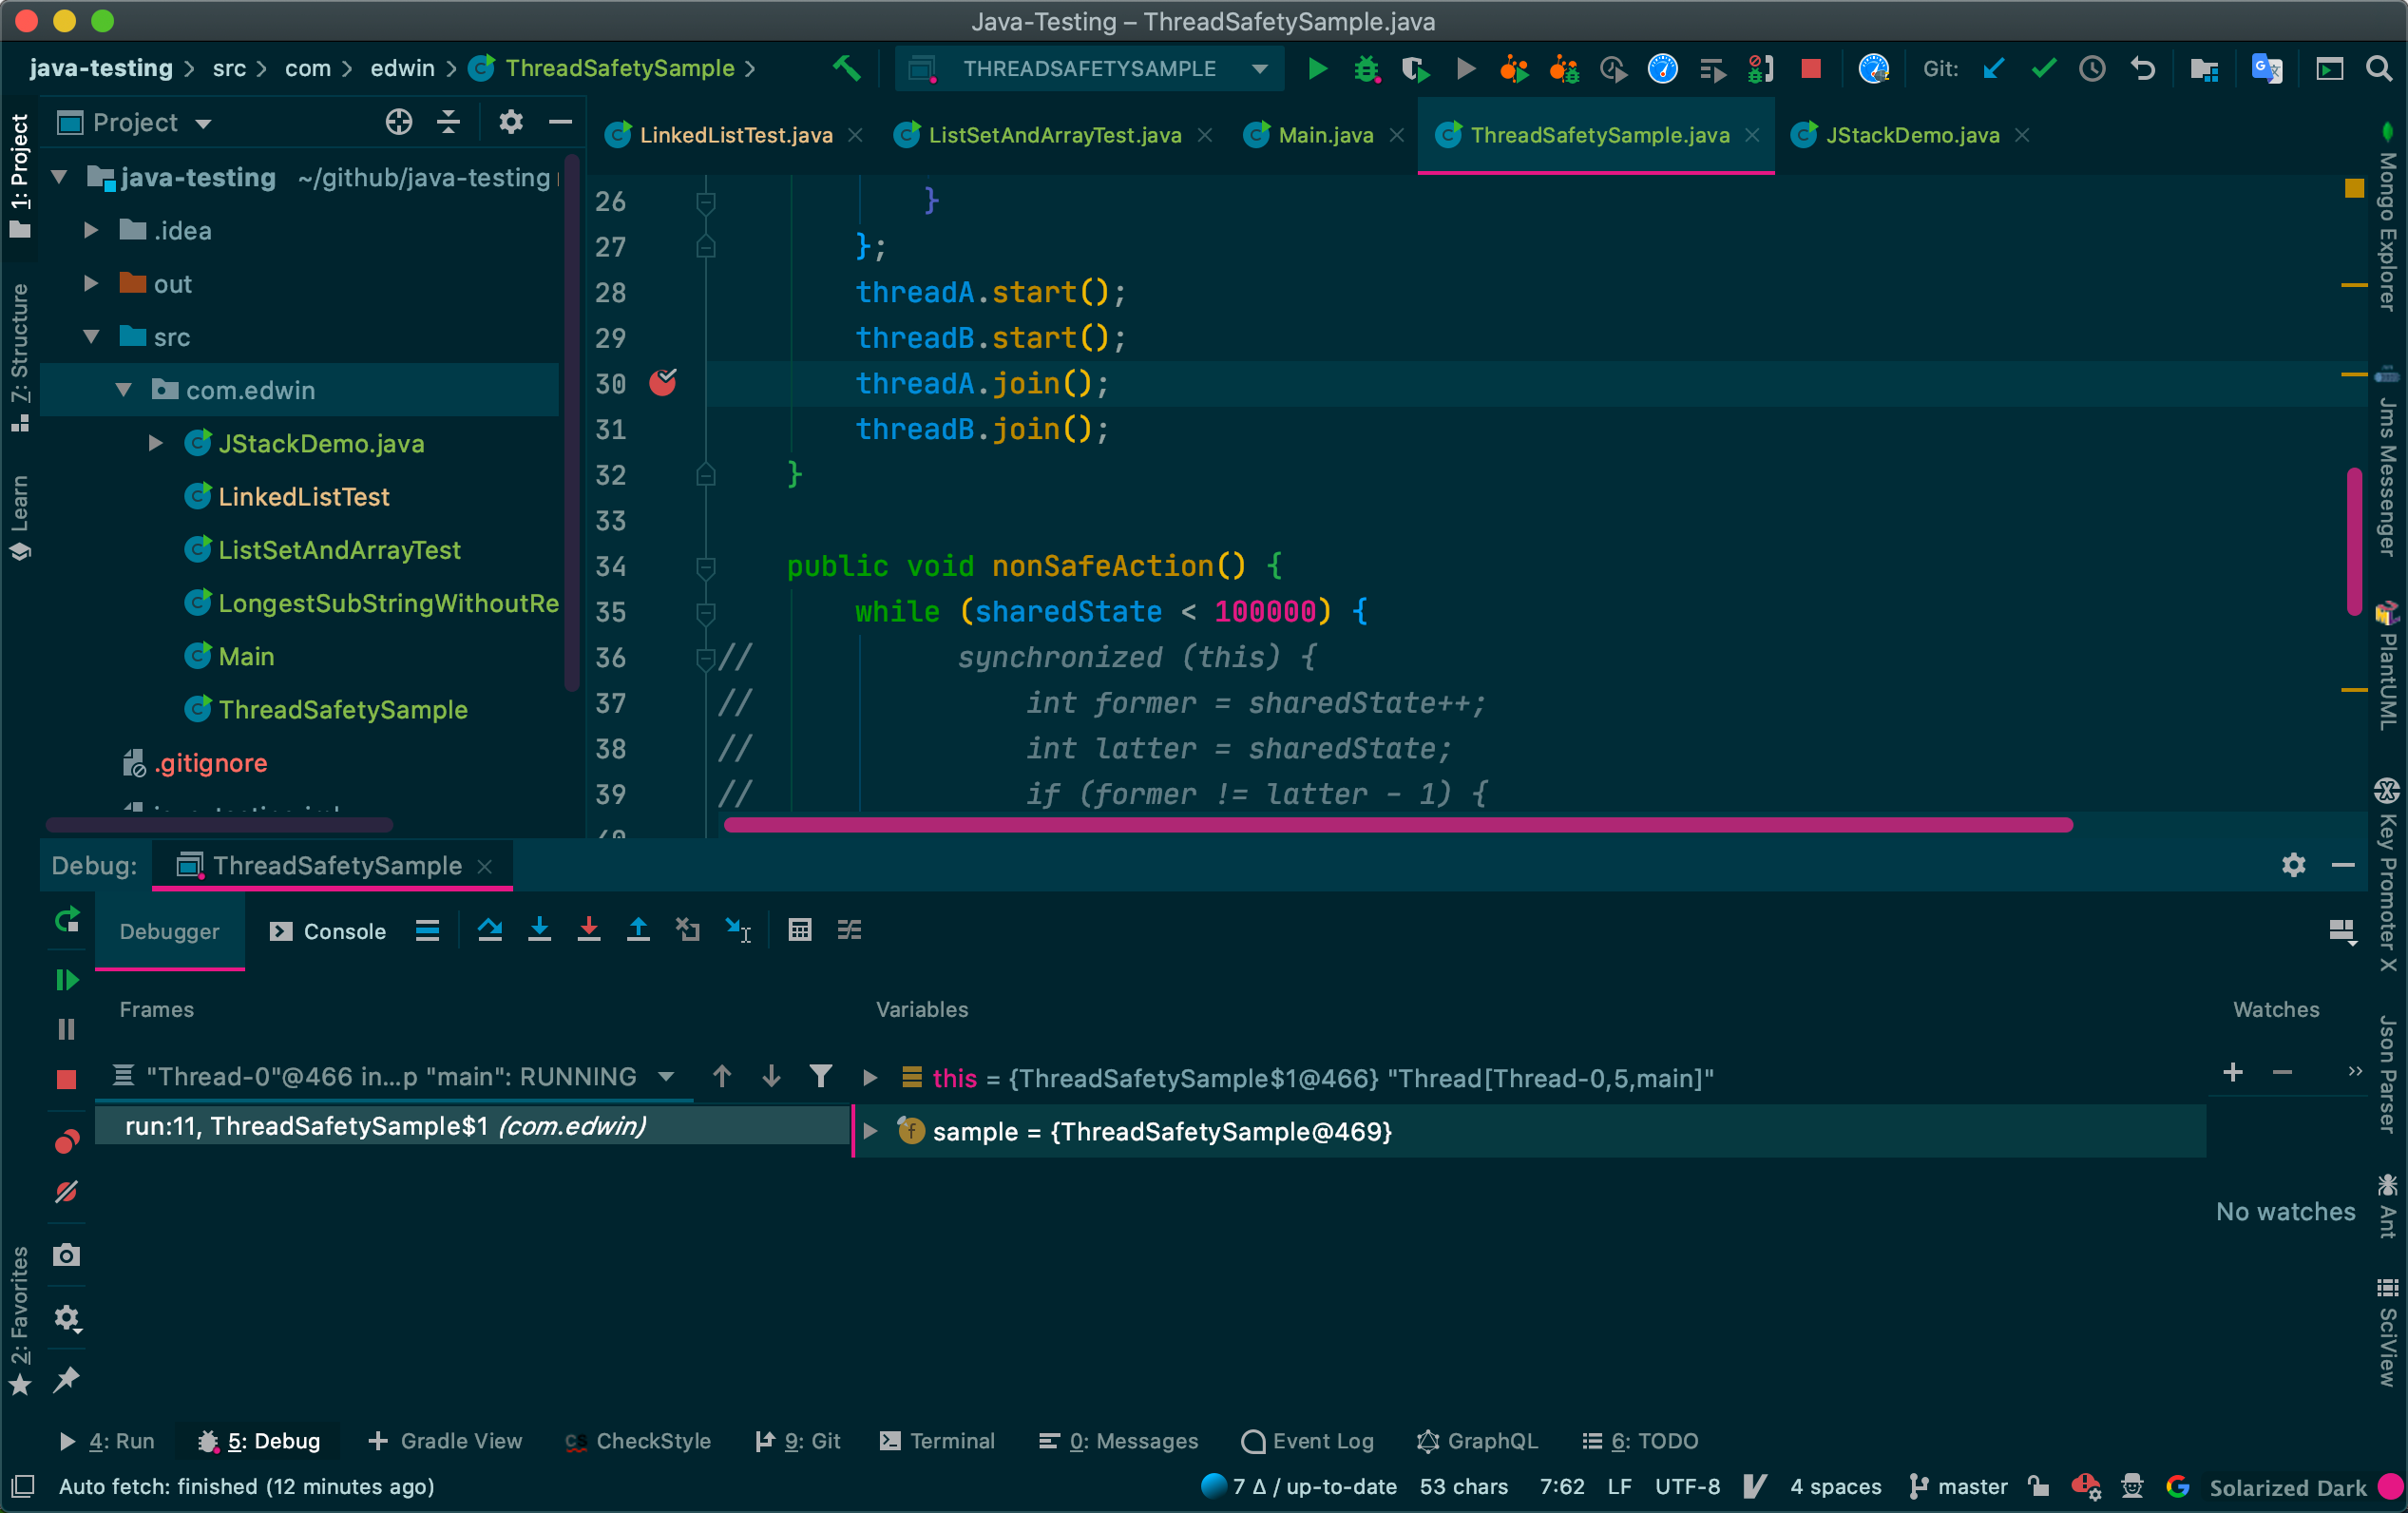 Java-Testing – ThreadSafetySample.java
java-testing > src > com > edwin > ThreadSafetySample >
THREADSAFETYSAMPLE
Git:
1: Project
Z: Structure
Learn
2: Favorites
Project
java-testing ~/github/java-testing
.idea
out
src
com.edwin
JStackDemo.java
LinkedListTest
ListSetAndArrayTest
LongestSubStringWithoutRe
Main
ThreadSafetySample
.gitignore
LinkedListTest.java
ListSetAndArrayTest.java
Main.java
ThreadSafetySample.java
JStackDemo.java
26 }
27 };
28 threadA.start();
29 threadB.start();
30 threadA.join();
31 threadB.join();
32 }
33
34 public void nonSafeAction() {
35 while (sharedState < 100000) {
36 // synchronized (this) {
37 // int former = sharedState++;
38 // int latter = sharedState;
39 // if (former != latter - 1) {
Mongo Explorer
Jms Messenger
PlantUML
Key Promoter X
Json Parser
Ant
SciView
Debug: ThreadSafetySample
Debugger Console
Frames
"Thread-0"@466 in...p "main": RUNNING
run:11, ThreadSafetySample$1 (com.edwin)
Variables
this = {ThreadSafetySample$1@466} "Thread[Thread-0,5,main]"
sample = {ThreadSafetySample@469}
Watches
No watches
4: Run 5: Debug Gradle View CheckStyle 9: Git Terminal 0: Messages Event Log GraphQL 6: TODO
Auto fetch: finished (12 minutes ago) 7 Δ / up-to-date 53 chars 7:62 LF UTF-8 4 spaces master Solarized Dark